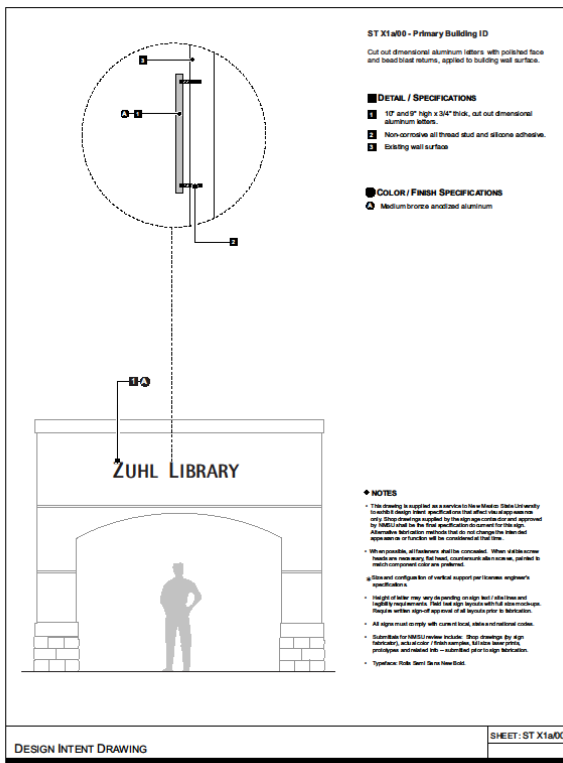 ST X1a/00 - Primary Building ID
Cut out dimensional aluminum letters with polished face
and bead blast returns, applied to building wall surface.
DETAIL / SPECIFICATIONS
1 10" and 9" high x 3/4" thick, cut out dimensional
aluminum letters.
2 Non-corrosive all thread stud and silicone adhesive.
3 Existing wall surface
COLOR / FINISH SPECIFICATIONS
A Medium bronze anodized aluminum
3
A 1
2
1 A
ZUHL LIBRARY
NOTES
• This drawing is supplied as a service to New Mexico State University
to exhibit design intent specifications that affect visual appearance
only. Shop drawings supplied by the signage contractor and approved
by NMSU shall be the final specification document for this sign.
Alternative fabrication methods that do not change the intended
appearance or function will be considered at that time.
• When possible, all fasteners shall be concealed. When visible screw
heads are necessary, flat head, countersunk allen screws, painted to
match component color are preferred.
Size and configuration of vertical support per licensee engineer's
specifications.
• Height of letter may vary depending on sign text / site lines and
legibility requirements. Field test sign layouts with full size mock-ups.
Require written sign-off approval of all layouts prior to fabrication.
• All signs must comply with current local, state and national codes.
• Submittals for NMSU review include: Shop drawings (by sign
fabricator), actual color / finish samples, full size laser prints,
prototypes and related info – submitted prior to sign fabrication.
• Typeface: Rotis Semi Sans New Bold.
DESIGN INTENT DRAWING
SHEET: ST X1a/00